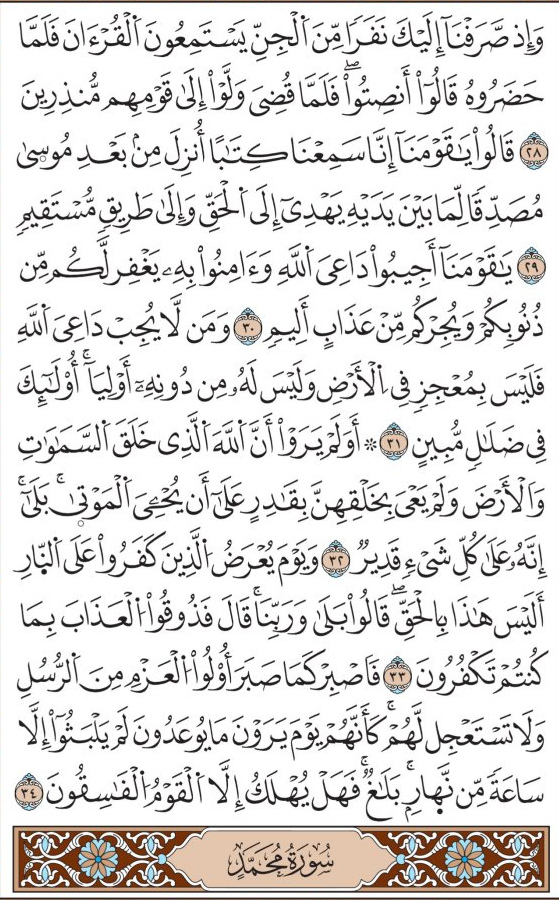 وَإِذۡ صَرَفۡنَآ إِلَيۡكَ نَفَرٗا مِّنَ ٱلۡجِنِّ يَسۡتَمِعُونَ ٱلۡقُرۡءَانَ فَلَمَّا
حَضَرُوهُ قَالُوٓاْ أَنصِتُواْۖ فَلَمَّا قُضِيَ وَلَّوۡاْ إِلَىٰ قَوۡمِهِم مُّنذِرِينَ
٢٨ قَالُواْ يَٰقَوۡمَنَآ إِنَّا سَمِعۡنَا كِتَٰبًا أُنزِلَ مِنۢ بَعۡدِ مُوسَىٰ
مُصَدِّقٗا لِّمَا بَيۡنَ يَدَيۡهِ يَهۡدِيٓ إِلَى ٱلۡحَقِّ وَإِلَىٰ طَرِيقٖ مُّسۡتَقِيمٖ
٢٩ يَٰقَوۡمَنَآ أَجِيبُواْ دَاعِيَ ٱللَّهِ وَءَامِنُواْ بِهِۦ يَغۡفِرۡ لَكُم مِّن
ذُنُوبِكُمۡ وَيُجِرۡكُم مِّنۡ عَذَابٍ أَلِيمٖ ٣٠ وَمَن لَّا يُجِبۡ دَاعِيَ ٱللَّهِ
فَلَيۡسَ بِمُعۡجِزٖ فِي ٱلۡأَرۡضِ وَلَيۡسَ لَهُۥ مِن دُونِهِۦٓ أَوۡلِيَآءُۚ أُوْلَٰٓئِكَ
فِي ضَلَٰلٖ مُّبِينٍ ٣١ ۞ أَوَلَمۡ يَرَوۡاْ أَنَّ ٱللَّهَ ٱلَّذِي خَلَقَ ٱلسَّمَٰوَٰتِ
وَٱلۡأَرۡضَ وَلَمۡ يَعۡيَ بِخَلۡقِهِنَّ بِقَٰدِرٍ عَلَىٰٓ أَن يُحۡـِۧيَ ٱلۡمَوۡتَىٰۚ بَلَىٰٓۚ
إِنَّهُۥ عَلَىٰ كُلِّ شَيۡءٖ قَدِيرٞ ٣٢ وَيَوۡمَ يُعۡرَضُ ٱلَّذِينَ كَفَرُواْ عَلَى ٱلنَّارِ
أَلَيۡسَ هَٰذَا بِٱلۡحَقِّۖ قَالُواْ بَلَىٰ وَرَبِّنَاۚ قَالَ فَذُوقُواْ ٱلۡعَذَابَ بِمَا
كُنتُمۡ تَكۡفُرُونَ ٣٣ فَٱصۡبِرۡ كَمَا صَبَرَ أُوْلُواْ ٱلۡعَزۡمِ مِنَ ٱلرُّسُلِ
وَلَا تَسۡتَعۡجِل لَّهُمۡۚ كَأَنَّهُمۡ يَوۡمَ يَرَوۡنَ مَا يُوعَدُونَ لَمۡ يَلۡبَثُوٓاْ إِلَّا
سَاعَةٗ مِّن نَّهَارِۭۚ بَلَٰغٞۚ فَهَلۡ يُهۡلَكُ إِلَّا ٱلۡقَوۡمُ ٱلۡفَٰسِقُونَ ٣٤
سُورَةُ مُحَمَّدٍ